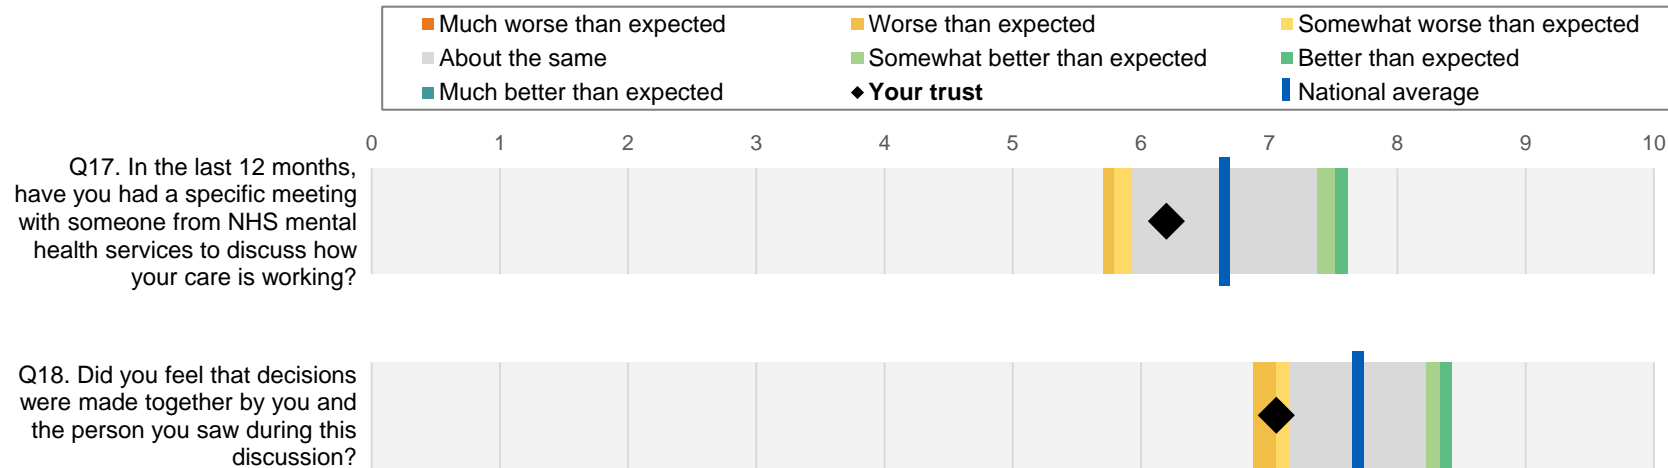 Much worse than expected Worse than expected Somewhat worse than expected
About the same Somewhat better than expected Better than expected
Much better than expected Your trust National average
0 1 2 3 4 5 6 7 8 9 10
Q17. In the last 12 months,
have you had a specific meeting
with someone from NHS mental
health services to discuss how
your care is working?
Q18. Did you feel that decisions
were made together by you and
the person you saw during this
discussion?